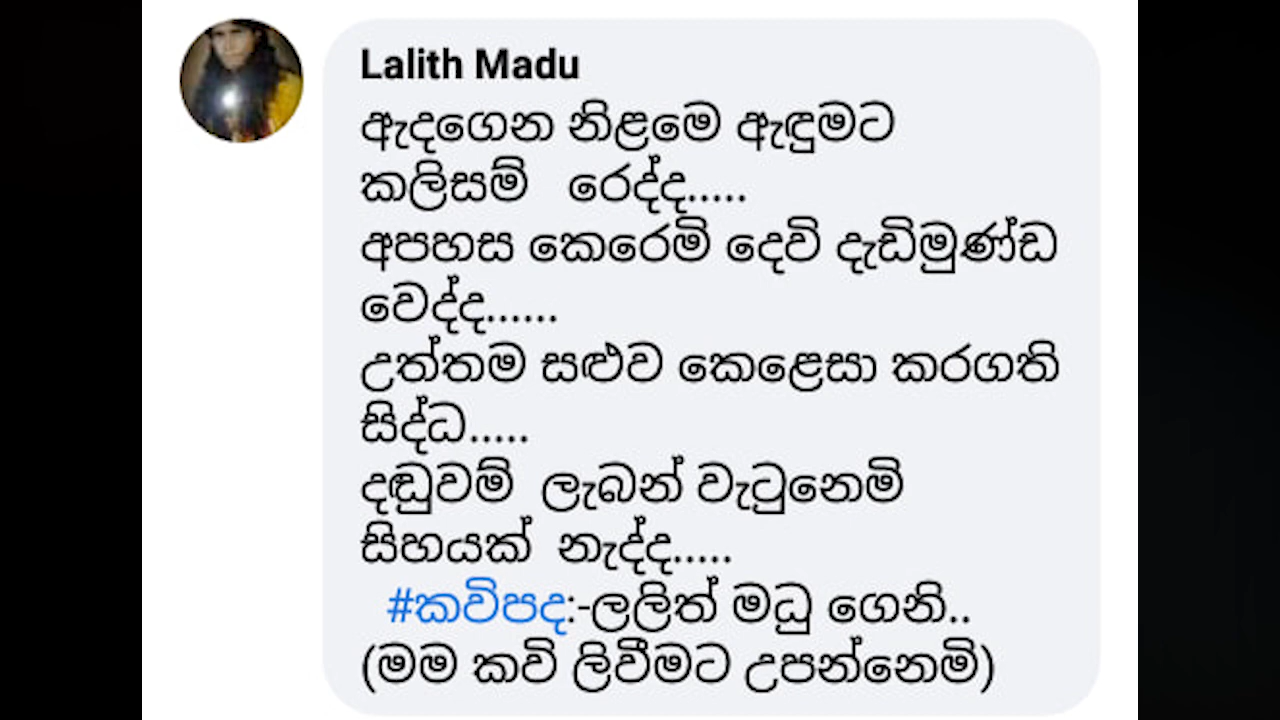 Lalith Madu
ඇදගෙන නිළමෙ ඇඳුමට
කලිසම්   රෙද්ද.....
අපහස කෙරෙමි දෙවි දැඩිමුණ්ඩ
වෙද්ද......
උත්තම සළුව කෙළෙසා කරගති
සිද්ධ.....
දඬුවම්  ලැබන් වැටුනෙමි
සිහයක්  නැද්ද.....
#කවිපද:-ලලිත් මධු ගෙනි..
(මම කවි ලිවීමට උපන්නෙමි)